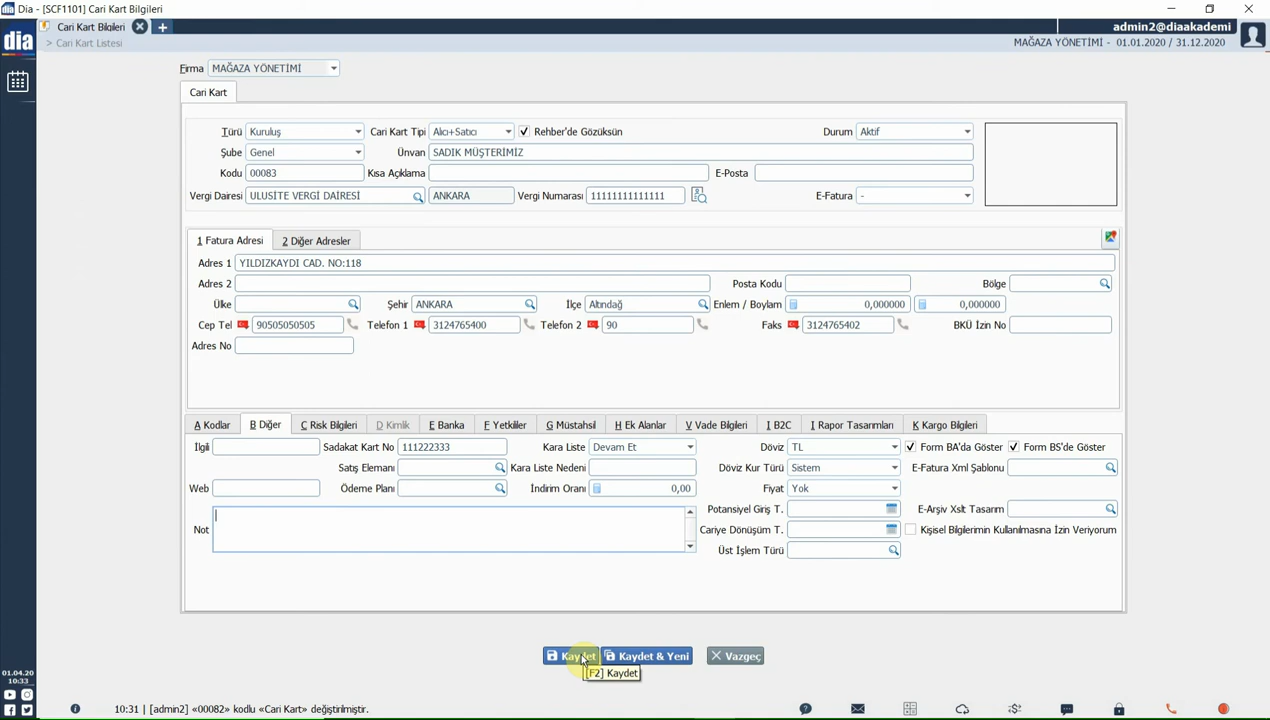 Dia - [SCF1101] Cari Kart Bilgileri
Cari Kart Bilgileri
admin2@diaakademi
dia
> Cari Kart Listesi
MAĞAZA YÖNETİMİ - 01.01.2020 / 31.12.2020
Firma MAĞAZA YÖNETİMİ
Cari Kart
Türü Kuruluş Cari Kart Tipi Alıcı+Satıcı Rehber'de Gözüksün Durum Aktif
Şube Genel Ünvan SADIK MÜŞTERİMİZ
Kodu 00083 Kısa Açıklama E-Posta
Vergi Dairesi ULUSİTE VERGİ DAİRESİ ANKARA Vergi Numarası 11111111111111 E-Fatura -
1 Fatura Adresi 2 Diğer Adresler
Adres 1 YILDIZKAYDI CAD. NO:118
Adres 2 Posta Kodu Bölge
Ülke Şehir ANKARA İlçe Altındağ Enlem / Boylam 0,000000 0,000000
Cep Tel 90505050505 Telefon 1 3124765400 Telefon 2 90 Faks 3124765402 BKÜ İzin No
Adres No
A Kodlar B Diğer C Risk Bilgileri D Kimlik E Banka F Yetkililer G Müstahsil H Ek Alanlar V Vade Bilgileri I B2C I Rapor Tasarımları K Kargo Bilgileri
İlgili Sadakat Kart No 111222333 Kara Liste Devam Et Döviz TL Form BA'da Göster Form BS'de Göster
Satış Elemanı Kara Liste Nedeni Döviz Kur Türü Sistem E-Fatura Xml Şablonu
Web Ödeme Planı İndirim Oranı 0,00 Fiyat Yok
Potansiyel Giriş T. E-Arşiv Xslt Tasarım
Not Cariye Dönüşüm T. Kişisel Bilgilerimin Kullanılmasına İzin Veriyorum
Üst İşlem Türü
Kaydet Kaydet & Yeni Vazgeç
[F2] Kaydet
01.04.20
10:33
10:31 | [admin2] «00082» kodlu «Cari Kart» değiştirilmiştir.